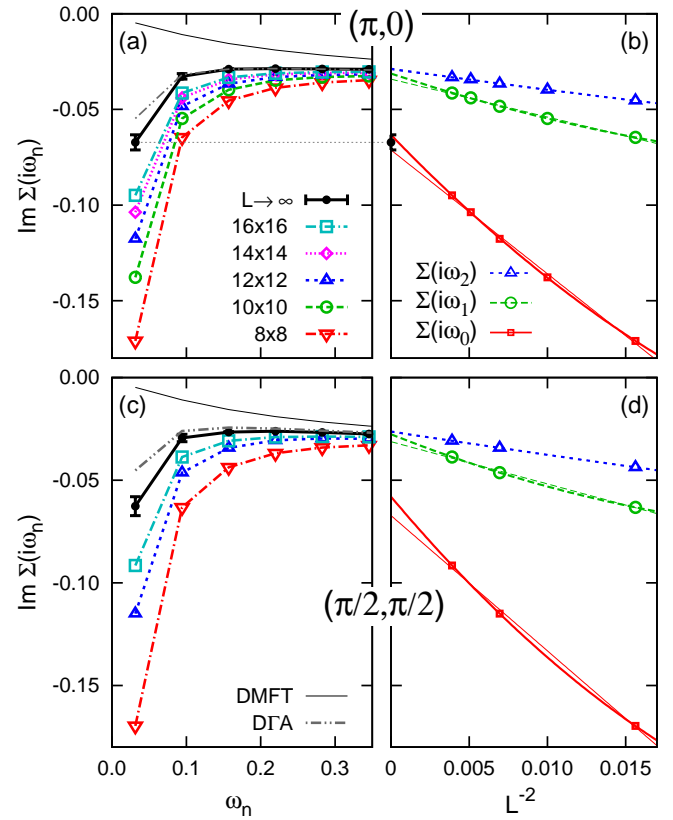 (π,0)
(a)
(b)
0.00
-0.05
-0.10
-0.15
Im Σ(iωn)
L→∞
16x16
14x14
12x12
10x10
8x8
Σ(iω2)
Σ(iω1)
Σ(iω0)
(c)
(d)
0.00
-0.05
-0.10
-0.15
Im Σ(iωn)
(π/2,π/2)
DMFT
DΓA
0.0 0.1 0.2 0.3
0 0.005 0.010 0.015
ωn
L-2